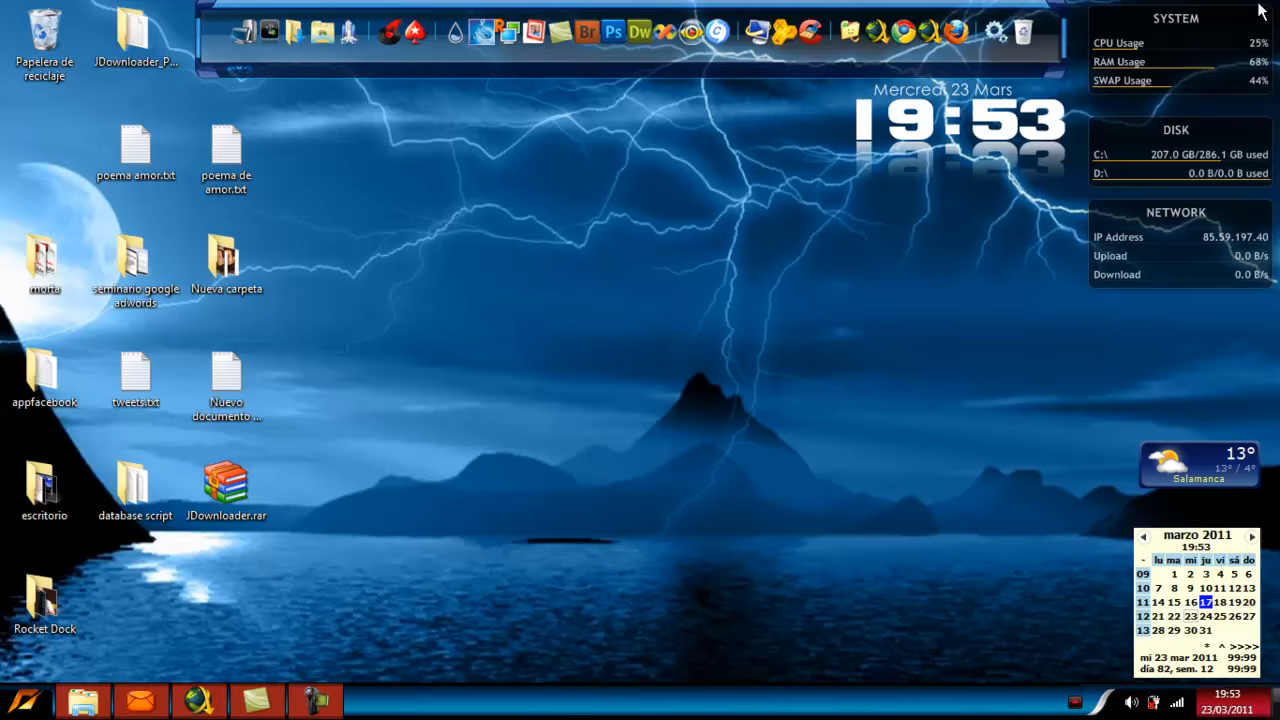 Papelera de
reciclaje
JDownloader_P...
poema amor.txt
poema de
amor.txt
morta
seminario google
adwords
Nueva carpeta
appfacebook
tweets.txt
Nuevo
documento ...
escritorio
database script
JDownloader.rar
Rocket Dock
R
Br
Ps
Dw
Mercredi 23 Mars
19:53
SYSTEM
CPU Usage 25%
RAM Usage 68%
SWAP Usage 44%
DISK
C:\ 207.0 GB/286.1 GB used
D:\ 0.0 B/0.0 B used
NETWORK
IP Address 85.59.197.40
Upload 0.0 B/s
Download 0.0 B/s
13°
13° / 4°
Salamanca
marzo 2011
19:53
- lu ma mi ju vi sá do
09 1 2 3 4 5 6
10 7 8 9 10 11 12 13
11 14 15 16 17 18 19 20
12 21 22 23 24 25 26 27
13 28 29 30 31
* ^ >>>>
mi 23 mar 2011 99:99
día 82, sem. 12 99:99
19:53
23/03/2011